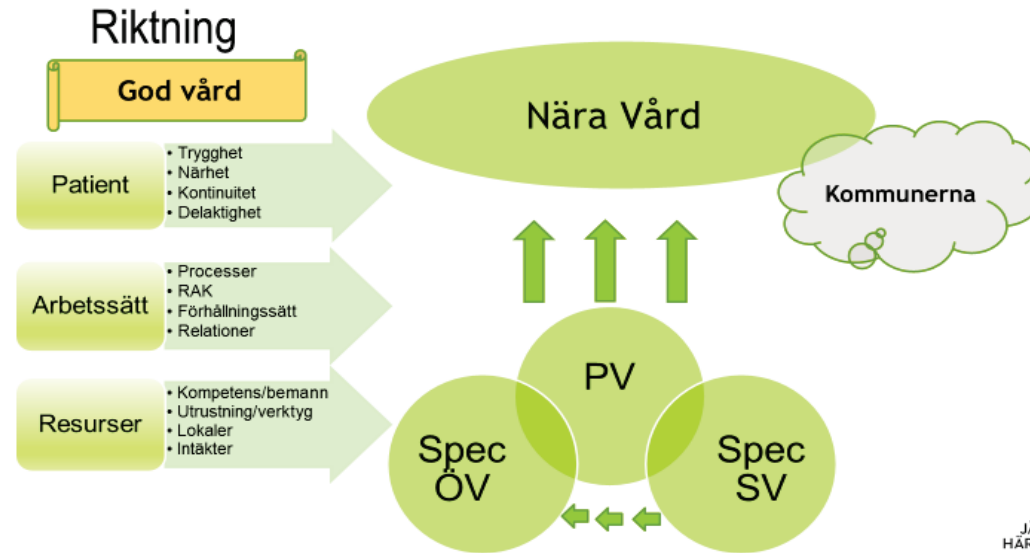 Riktning
God vård
Patient
• Trygghet
• Närhet
• Kontinuitet
• Delaktighet
Arbetssätt
• Processer
• RAK
• Förhållningssätt
• Relationer
Resurser
• Kompetens/bemann
• Utrustning/verktyg
• Lokaler
• Intäkter
Nära Vård
Kommunerna
PV
Spec
ÖV
Spec
SV